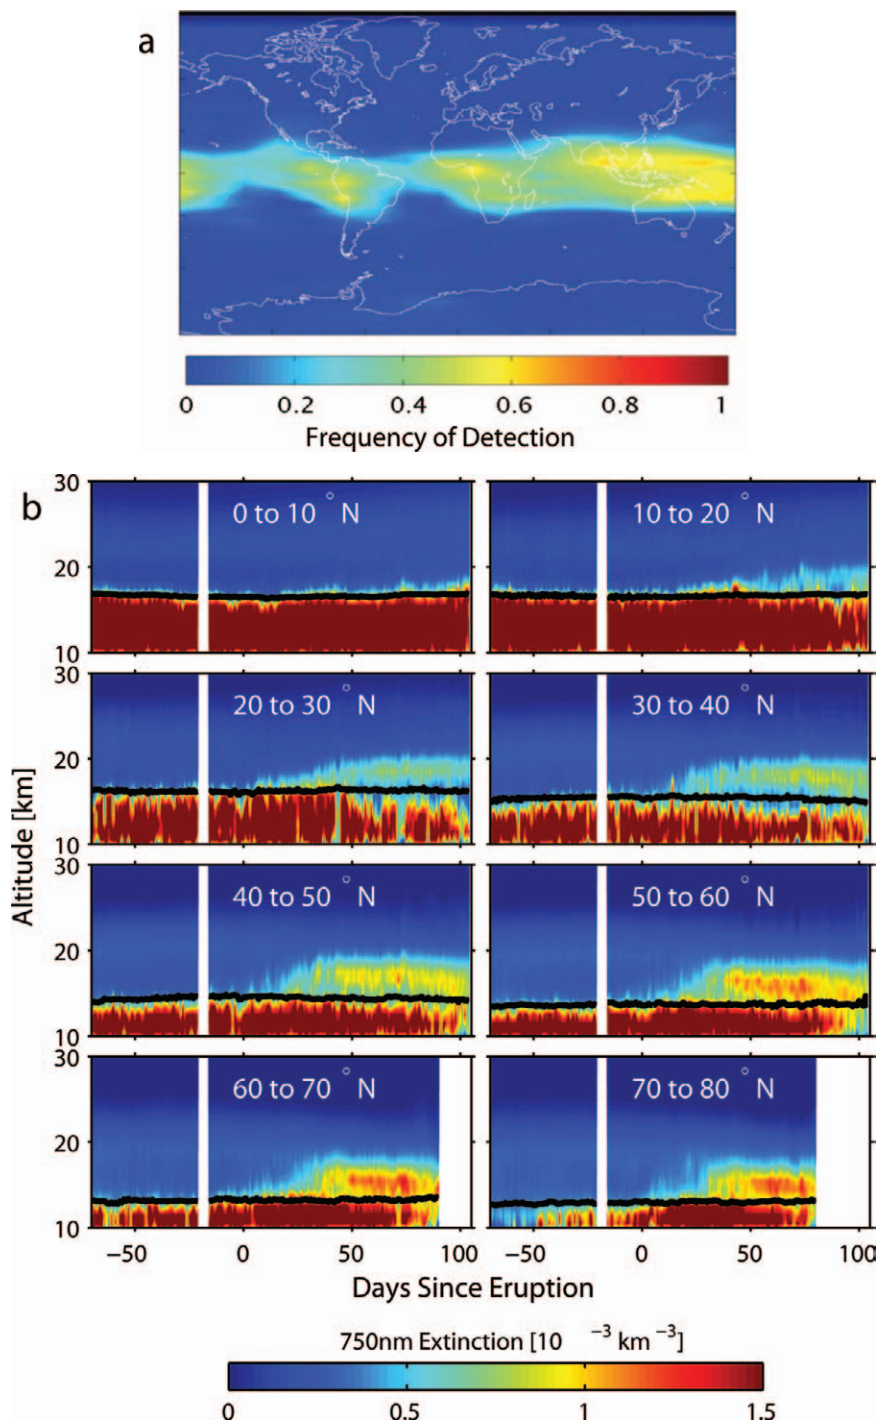 a
0 0.2 0.4 0.6 0.8 1
Frequency of Detection
b
30 0 to 10 ° N 10 to 20 ° N
20
10
30 20 to 30 ° N 30 to 40 ° N
20
10
30 40 to 50 ° N 50 to 60 ° N
20
10
30 60 to 70 ° N 70 to 80 ° N
20
10
Altitude [km]
−50 0 50 100 −50 0 50 100
Days Since Eruption
750nm Extinction [10 ⁻³ km ⁻³]
0 0.5 1 1.5